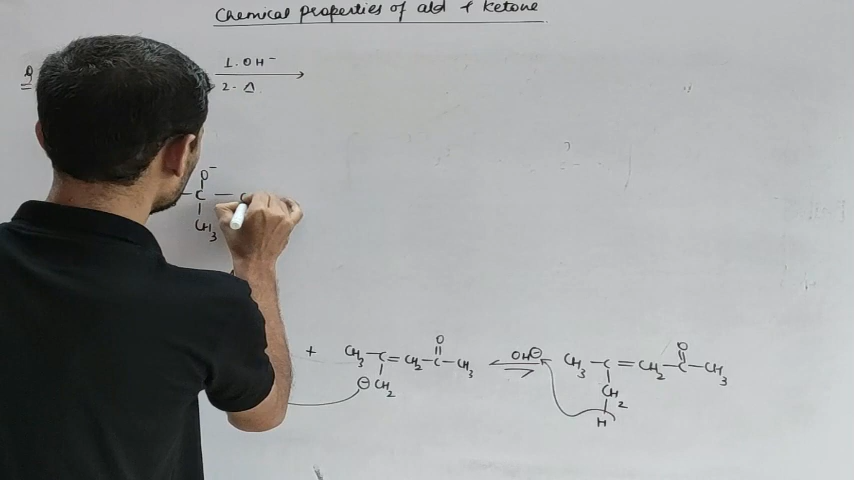 Chemical properties of ald & ketone
Q
1. OH⁻
2. Δ
O⁻
— C — C
CH₃
+ CH₃ — C = CH₂ — C — CH₃ OH⊖ CH₃ — C = CH₂ — C — CH₃
O O
⊖ CH₂ CH₂
H